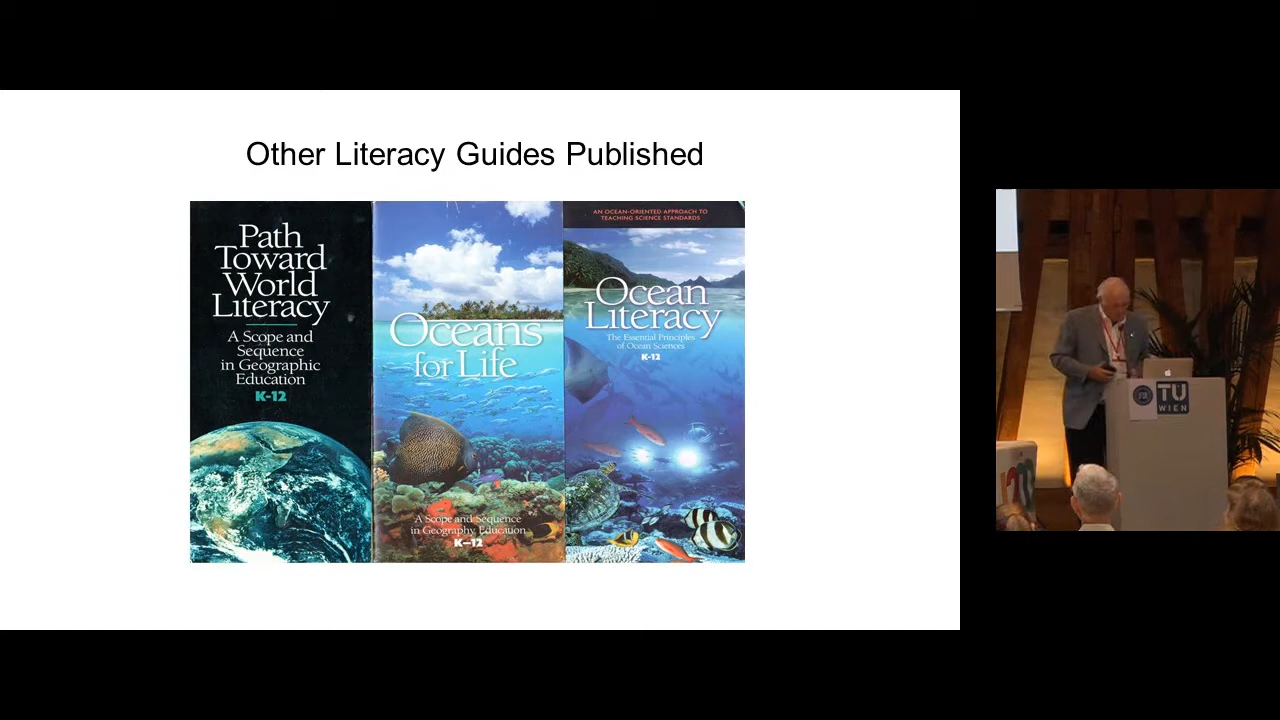 Other Literacy Guides Published
Path
Toward
World
Literacy
A Scope and
Sequence
in Geographic
Education
K-12
Oceans
for Life
A Scope and Sequence
in Geography Education
K–12
AN OCEAN-ORIENTED APPROACH TO
TEACHING SCIENCE STANDARDS
Ocean
Literacy
The Essential Principles
of Ocean Sciences
K-12
TU
WIEN